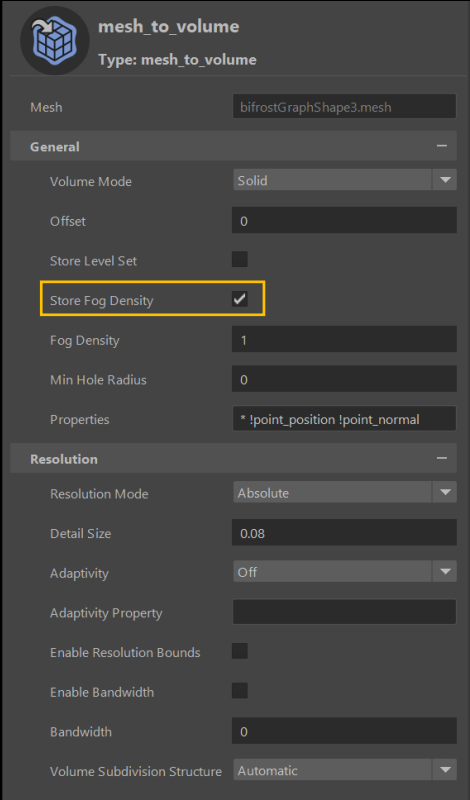 mesh_to_volume
Type: mesh_to_volume
Mesh bifrostGraphShape3.mesh
General
Volume Mode Solid
Offset 0
Store Level Set
Store Fog Density
Fog Density 1
Min Hole Radius 0
Properties * !point_position !point_normal
Resolution
Resolution Mode Absolute
Detail Size 0.08
Adaptivity Off
Adaptivity Property
Enable Resolution Bounds
Enable Bandwidth
Bandwidth 0
Volume Subdivision Structure Automatic